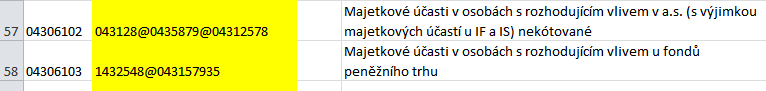 Majetkové účasti v osobách s rozhodujícím vlivem v a.s. (s výjimkou
57 04306102 043128@0435879@04312578 majetkových účastí u IF a IS) nekótované
Majetkové účasti v osobách s rozhodujícím vlivem u fondů
58 04306103 1432548@043157935 peněžního trhu